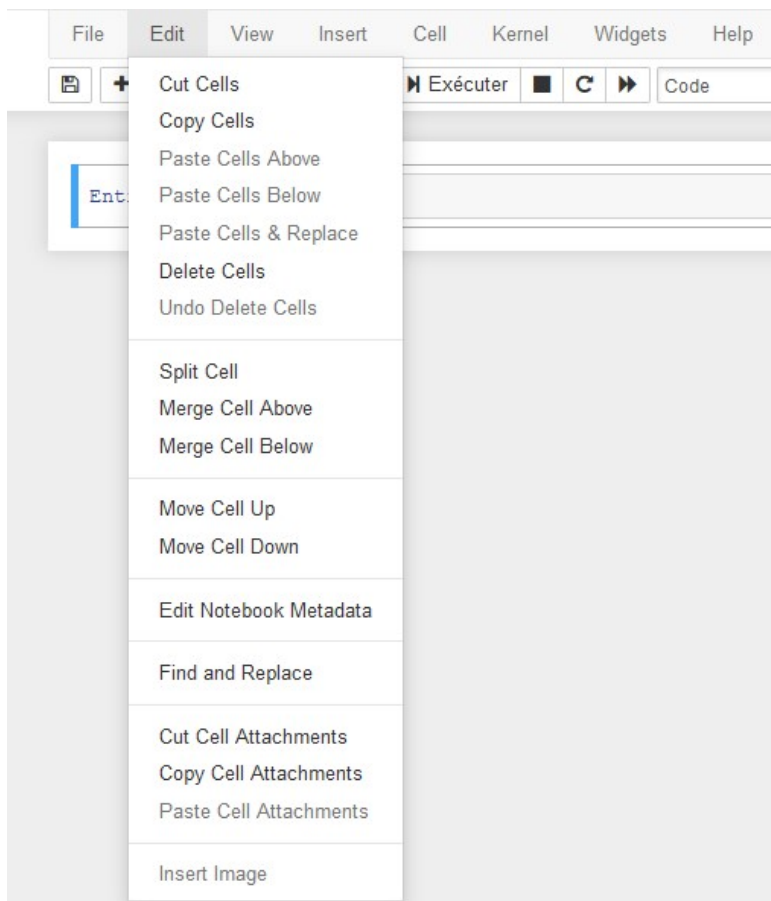 File Edit View Insert Cell Kernel Widgets Help
Exécuter Code
Cut Cells
Copy Cells
Paste Cells Above
Ent
Paste Cells Below
Paste Cells & Replace
Delete Cells
Undo Delete Cells
Split Cell
Merge Cell Above
Merge Cell Below
Move Cell Up
Move Cell Down
Edit Notebook Metadata
Find and Replace
Cut Cell Attachments
Copy Cell Attachments
Paste Cell Attachments
Insert Image